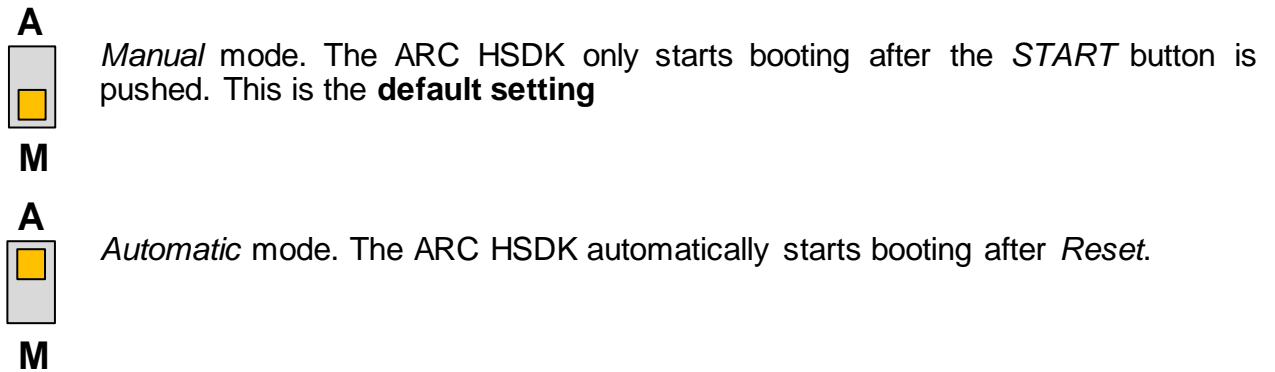 A
Manual mode. The ARC HSDK only starts booting after the START button is
pushed. This is the default setting
M
A
Automatic mode. The ARC HSDK automatically starts booting after Reset.
M